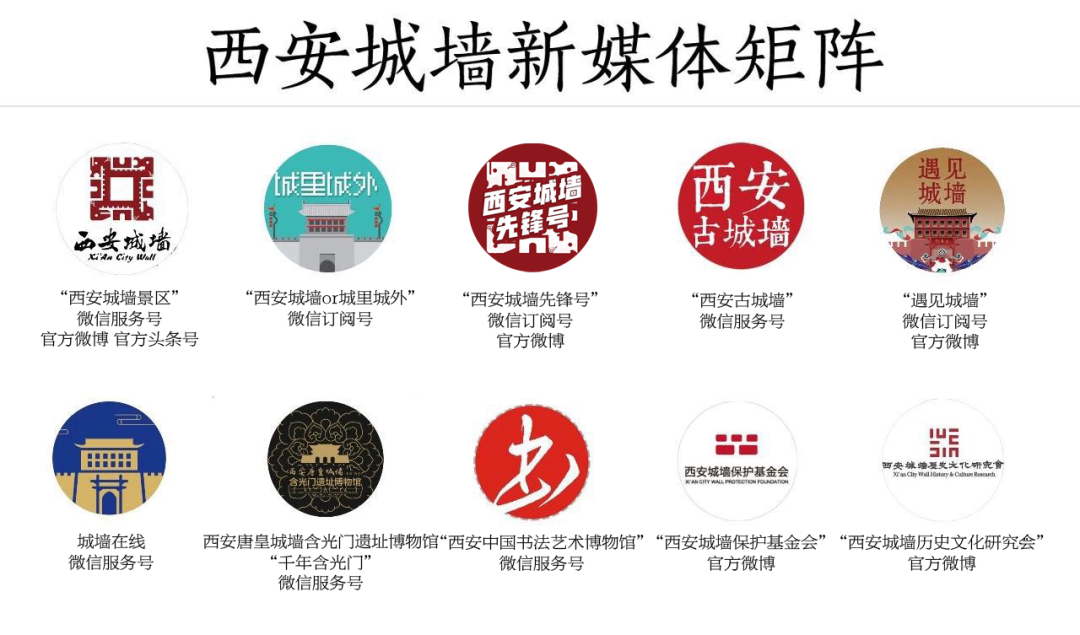 西安城墙新媒体矩阵
西安城墙
Xi'An City Wall
“西安城墙景区”
微信服务号
官方微博 官方头条号
城里城外
“西安城墙or城里城外”
微信订阅号
西安城墙
先锋号
“西安城墙先锋号”
微信订阅号
官方微博
西安
古城墙
“西安古城墙”
微信服务号
遇见
城墙
“遇见城墙”
微信订阅号
官方微博
城墙在线
微信服务号
西安唐皇城墙
含光门遗址博物馆
西安唐皇城墙含光门遗址博物馆
“千年含光门”
微信服务号
书
“西安中国书法艺术博物馆”
微信服务号
西安城墙保护基金会
XI'AN CITY WALL PROTECTION FOUNDATION
“西安城墙保护基金会”
官方微博
西安城墙历史文化研究會
Xi'an City Wall History & Culture Research
“西安城墙历史文化研究会”
官方微博